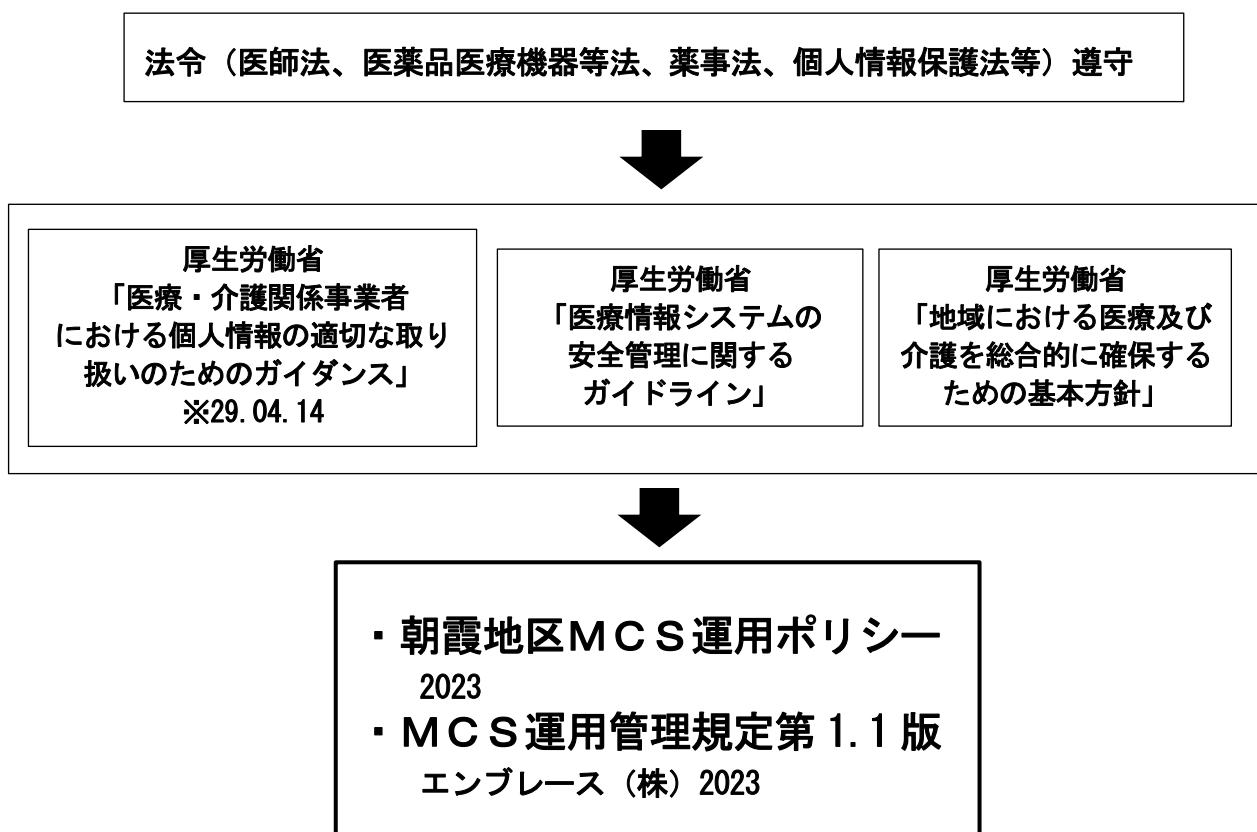 法令（医師法、医薬品医療機器等法、薬事法、個人情報保護法等）遵守
厚生労働省
「医療・介護関係事業者
における個人情報の適切な取り
扱いのためのガイダンス」
※29.04.14
厚生労働省
「医療情報システムの
安全管理に関する
ガイドライン」
厚生労働省
「地域における医療及び
介護を総合的に確保する
ための基本方針」
・朝霞地区ＭＣＳ運用ポリシー
2023
・ＭＣＳ運用管理規定第 1.1 版
エンブレース（株）2023